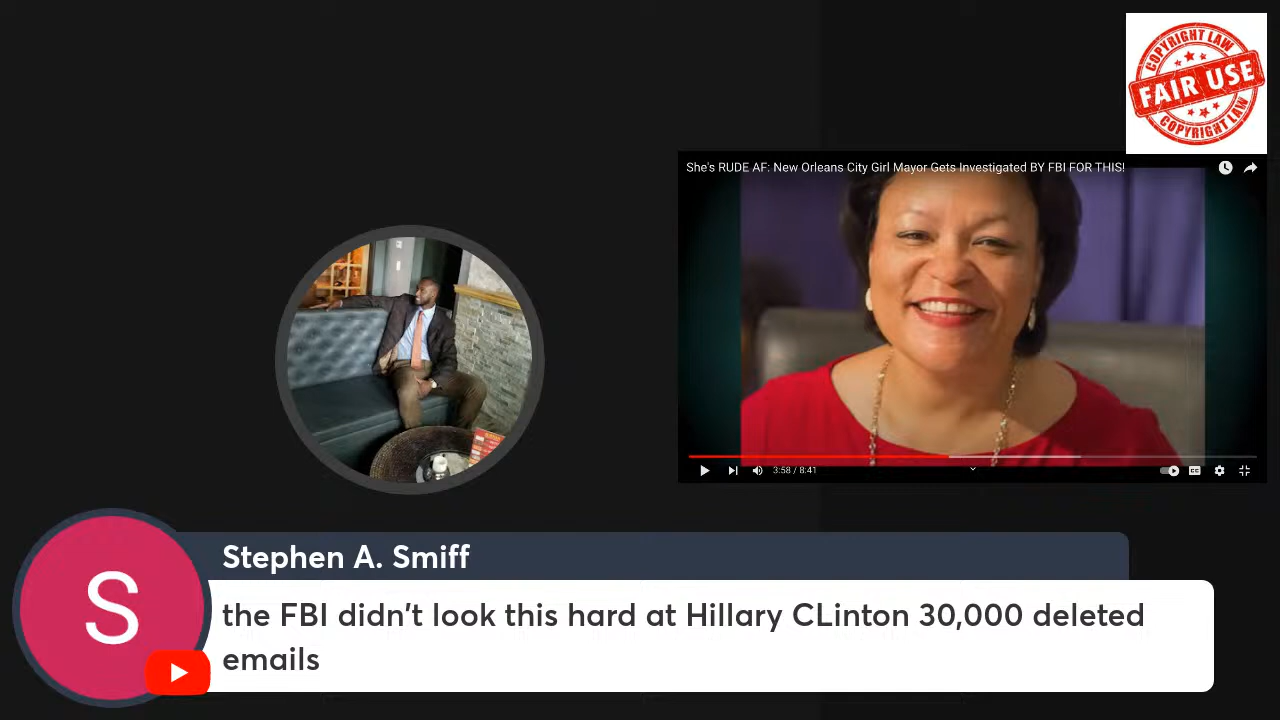 COPYRIGHT LAW
FAIR USE
COPYRIGHT LAW
She's RUDE AF: New Orleans City Girl Mayor Gets Investigated BY FBI FOR THIS!
3:58 / 8:41
CC
S
Stephen A. Smiff
the FBI didn't look this hard at Hillary CLinton 30,000 deleted
emails